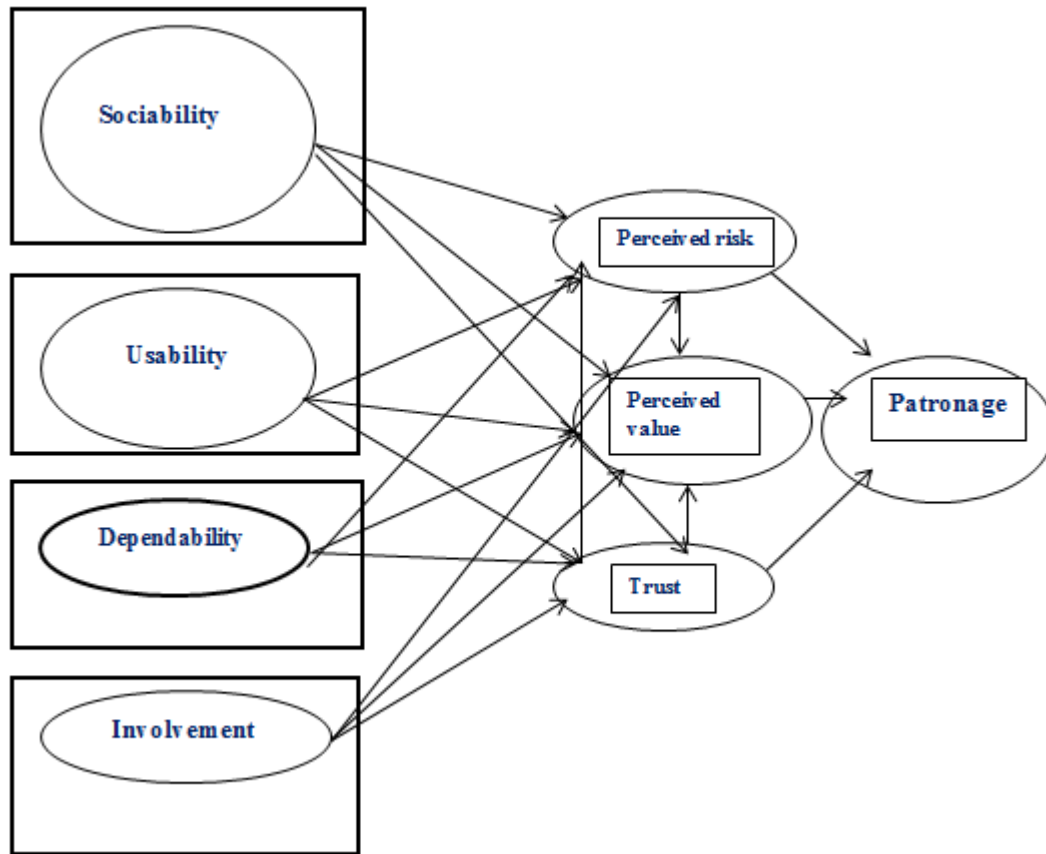 Sociability
Perceived risk
Usability
Perceived
value
Patronage
Dependability
Trust
Involvement